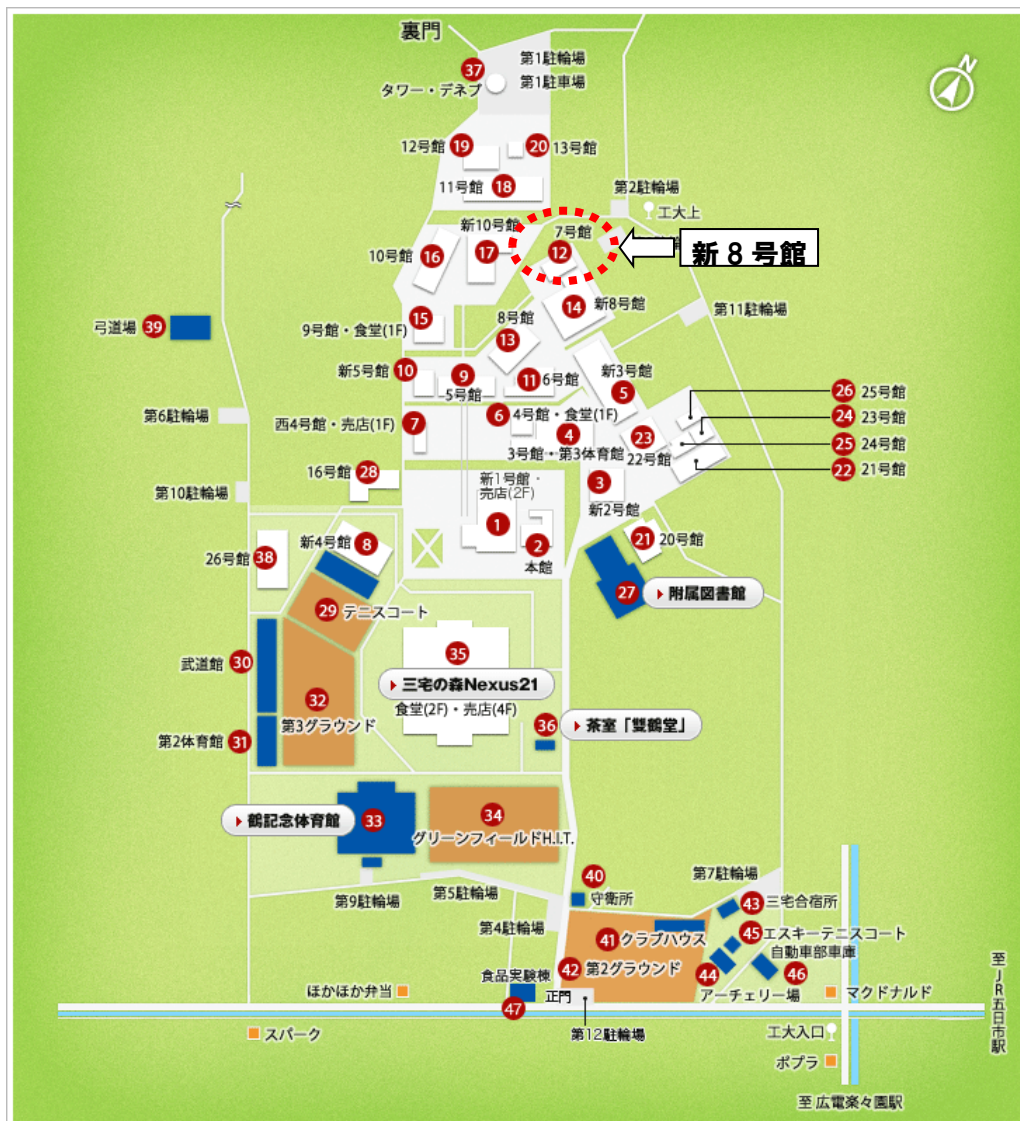 裏門
N
37
タワー・デネブ
第1駐輪場
第1駐車場
12号館 19
20 13号館
11号館 18
第2駐輪場
工大上
新10号館
17
7号館
12
新８号館
10号館 16
14 新8号館
第11駐輪場
弓道場 39
15
9号館・食堂(1F)
8号館
13
新3号館
5
新5号館 10
9
5号館
11 6号館
26 25号館
24 23号館
25 24号館
22 21号館
第6駐輪場
西4号館・売店(1F) 7
6 4号館・食堂(1F)
4
3号館・第3体育館
23
22号館
16号館 28
第10駐輪場
新1号館・
売店(2F)
1
2
本館
3
新2号館
21 20号館
新4号館 8
26号館 38
27 附属図書館
29 テニスコート
武道館 30
35
三宅の森Nexus21
食堂(2F)・売店(4F)
32
第3グラウンド
第2体育館 31
36 茶室「雙鶴堂」
鶴記念体育館 33
34
グリーンフィールドH.I.T.
第9駐輪場
第5駐輪場
第4駐輪場
40
守衛所
第7駐輪場
43 三宅合宿所
41 クラブハウス
45 エスキーテニスコート
自動車部車庫
42 第2グラウンド
44
46
アーチェリー場
食品実験棟
47
正門
ほかほか弁当
マクドナルド
スパーク
第12駐輪場
工大入口
ポプラ
至JR五日市駅
至 広電楽々園駅